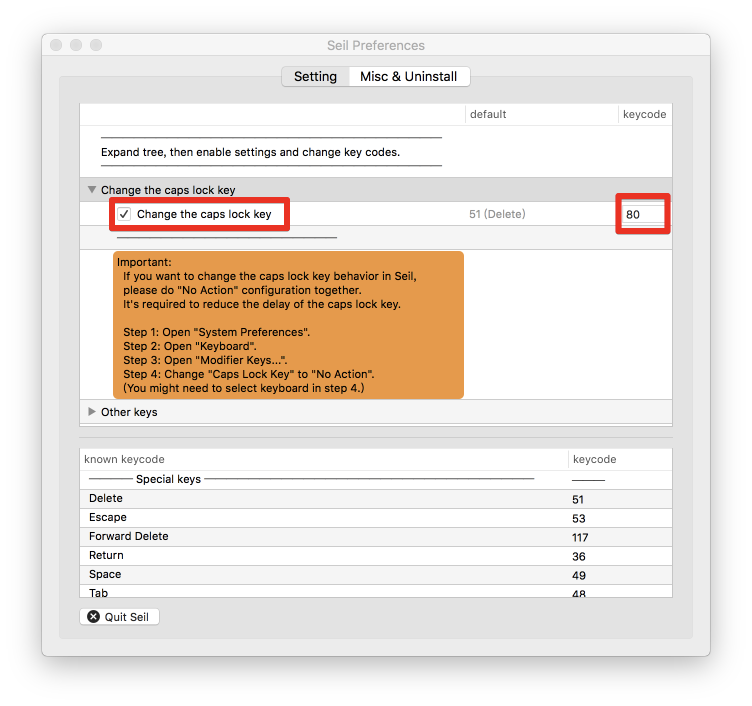 Seil Preferences
Setting Misc & Uninstall
default keycode
Expand tree, then enable settings and change key codes.
Change the caps lock key
Change the caps lock key 51 (Delete) 80
Important:
If you want to change the caps lock key behavior in Seil,
please do "No Action" configuration together.
It's required to reduce the delay of the caps lock key.
Step 1: Open "System Preferences".
Step 2: Open "Keyboard".
Step 3: Open "Modifier Keys...".
Step 4: Change "Caps Lock Key" to "No Action".
(You might need to select keyboard in step 4.)
Other keys
known keycode keycode
Special keys
Delete 51
Escape 53
Forward Delete 117
Return 36
Space 49
Tab 48
Quit Seil